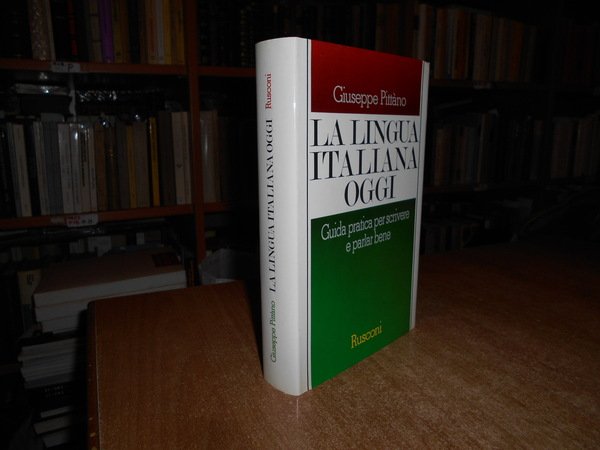 Giuseppe Pittàno
LA LINGUA
ITALIANA
OGGI
Guida pratica per scrivere
e parlar bene
Rusconi
Giuseppe Pittàno LA LINGUA ITALIANA OGGI Rusconi